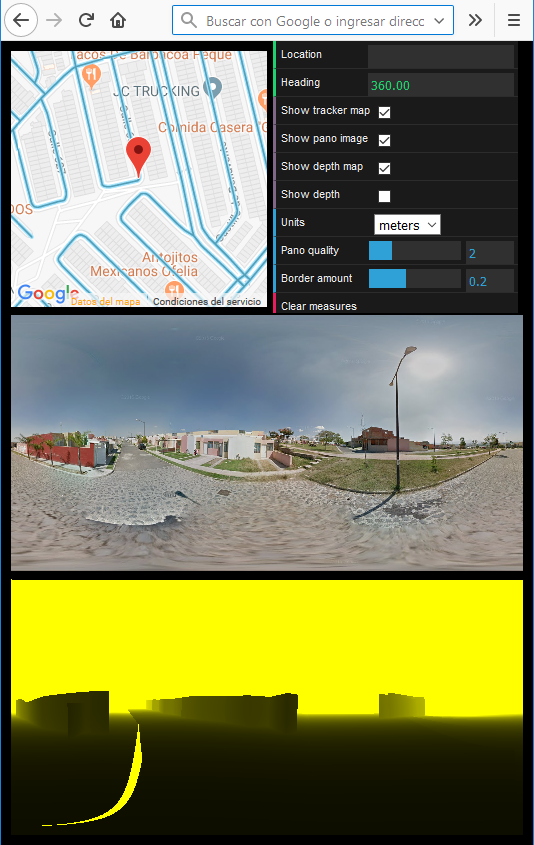 Buscar con Google o ingresar direcc
Tacos De Barbcoa Peque
JC TRUCKING
Comida Casera "C
Antojitos
Mexicanos Ofelia
DOS
Google
Datos del mapa
Condiciones del servicio
Location
Heading
360.00
Show tracker map
Show pano image
Show depth map
Show depth
Units
meters
Pano quality
2
Border amount
0.2
Clear measures